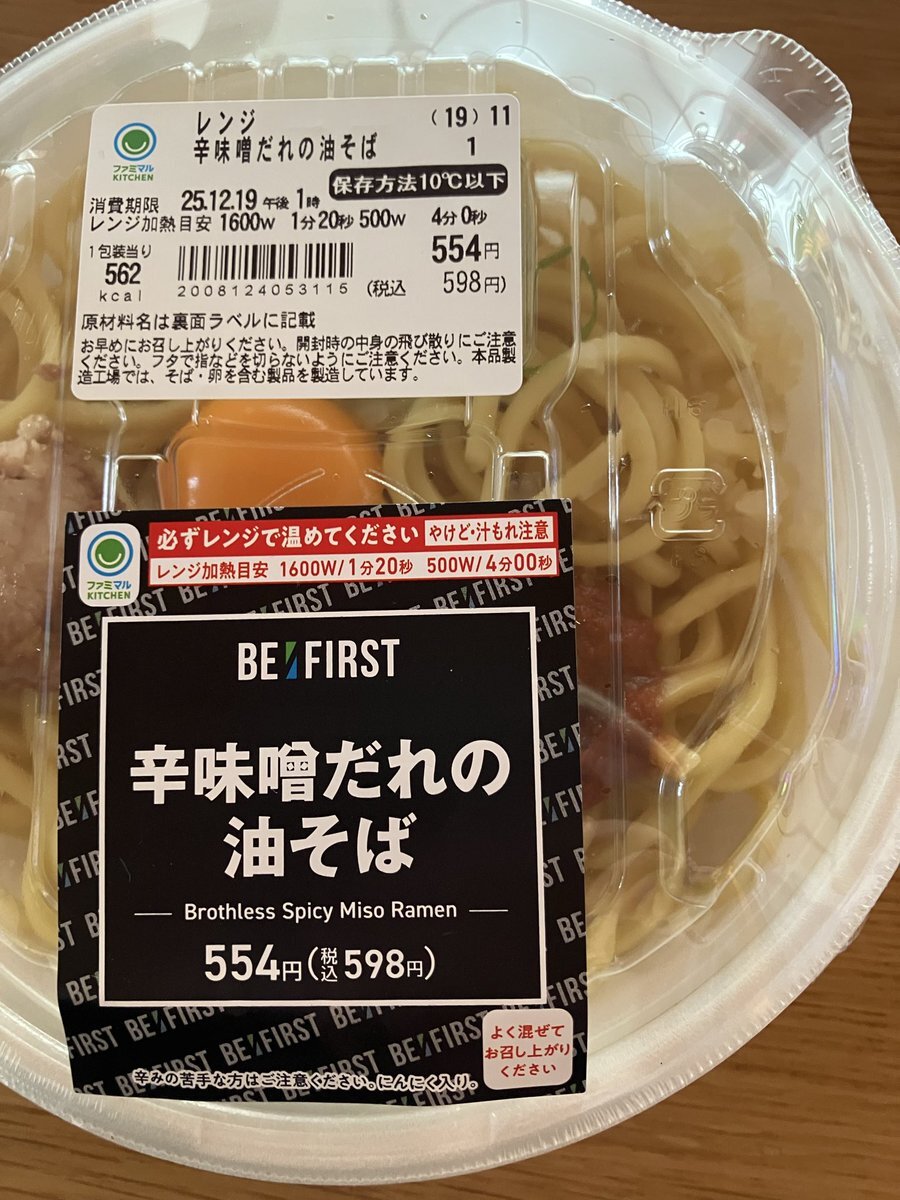 レンジ (19) 11
辛味噌だれの油そば 1
ファミマル
KITCHEN
保存方法10℃以下
消費期限 25.12.19 午後 1時
レンジ加熱目安 1600W 1分20秒 500W 4分 0秒
1包装当り
562
kcal
554円
2008124053115 (税込 598円)
原材料名は裏面ラベルに記載
お早めにお召し上がりください。開封時の中身の飛び散りにご注意
ください。フタで指などを切らないようにご注意ください。本品製
造工場では、そば・卵を含む製品を製造しています。
プラ
ファミマル
KITCHEN
必ずレンジで温めてください やけど・汁もれ注意
レンジ加熱目安 1600W/1分20秒 500W/4分00秒
BE:FIRST
辛味噌だれの
油そば
Brothless Spicy Miso Ramen
554円(税込598円)
よく混ぜて
お召し上がり
ください
辛みの苦手な方はご注意ください。にんにく入り。